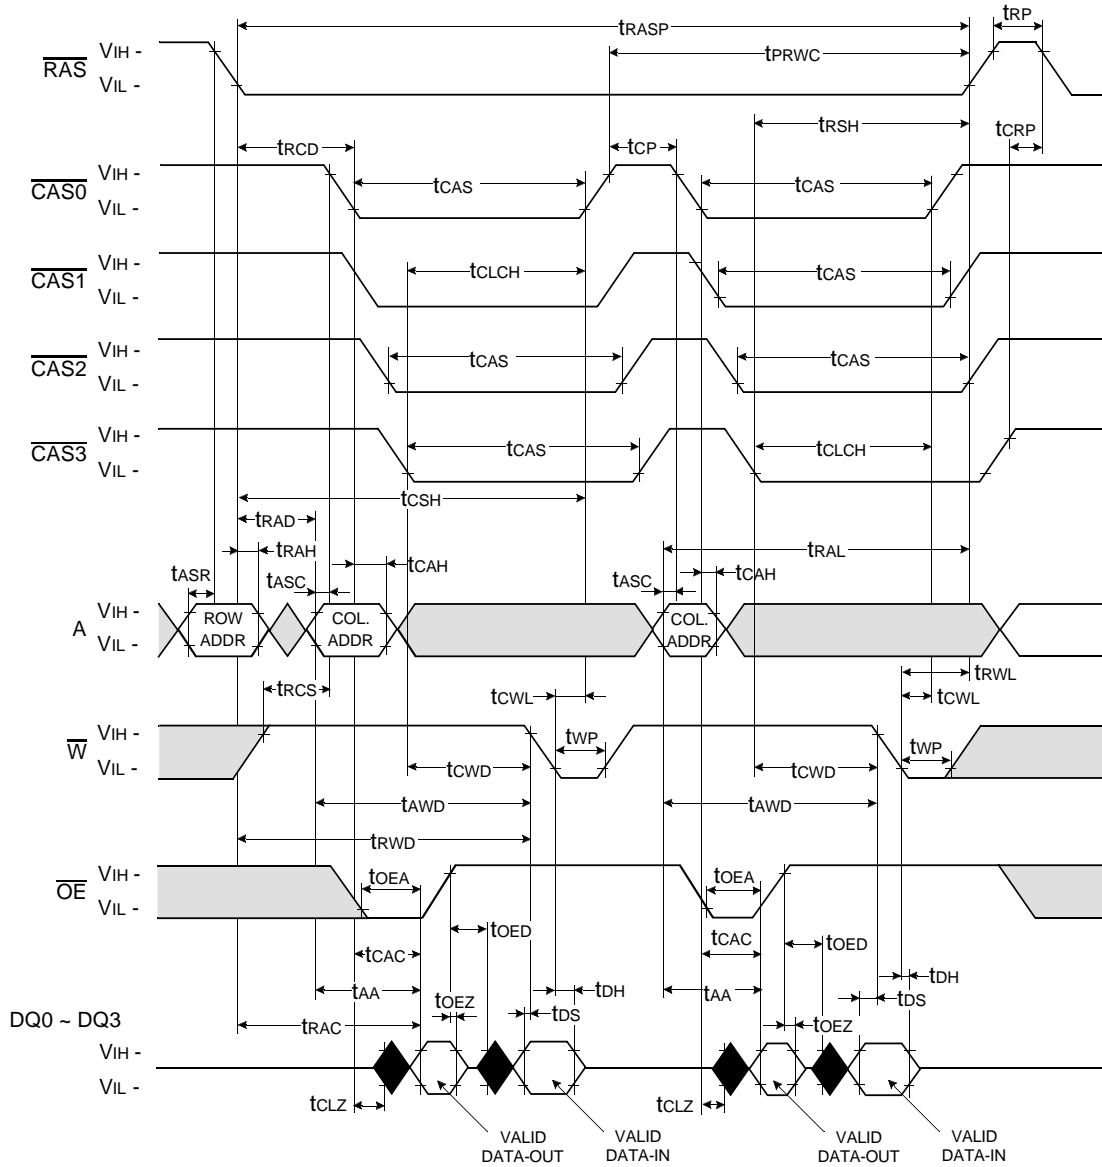 tRASP
tRP
VIH -
RAS
tPRWC
VIL -
tRSH
tRCD
tCP
tCRP
VIH -
CAS0
tCAS
tCAS
VIL -
VIH -
CAS1
tCLCH
tCAS
VIL -
VIH -
CAS2
tCAS
tCAS
VIL -
VIH -
CAS3
tCAS
tCLCH
VIL -
tCSH
tRAD
tRAH
tRAL
tASR
tASC
tCAH
tASC
tCAH
VIH -
A
VIL -
ROW
ADDR
COL.
ADDR
COL.
ADDR
tRWL
tRCS
tCWL
tCWL
VIH -
W
tWP
tWP
VIL -
tCWD
tCWD
tAWD
tAWD
tRWD
VIH -
OE
tOEA
tOEA
VIL -
tOED
tOED
tCAC
tCAC
tAA
tDH
tAA
tDH
tOEZ
tDS
tDS
DQ0 ~ DQ3
tRAC
tOEZ
VIH -
VIL -
tCLZ
tCLZ
VALID
DATA-OUT
VALID
DATA-IN
VALID
DATA-OUT
VALID
DATA-IN